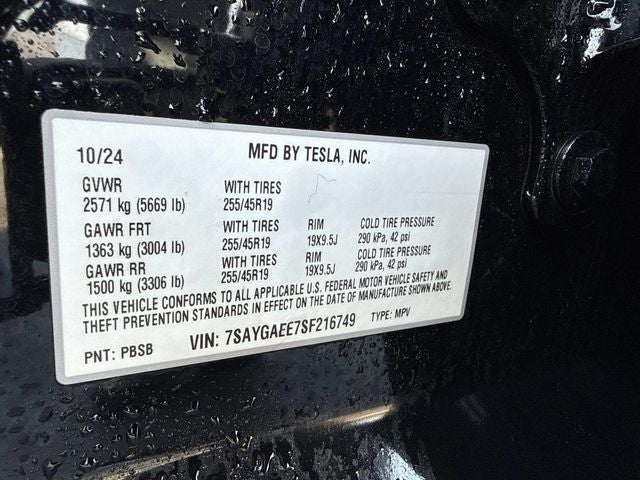 10/24 MFD BY TESLA, INC.
GVWR WITH TIRES
2571 kg (5669 lb) 255/45R19
GAWR FRT WITH TIRES RIM COLD TIRE PRESSURE
1363 kg (3004 lb) 255/45R19 19X9.5J 290 kPa, 42 psi
GAWR RR WITH TIRES RIM COLD TIRE PRESSURE
1500 kg (3306 lb) 255/45R19 19X9.5J 290 kPa, 42 psi
THIS VEHICLE CONFORMS TO ALL APPLICABLE U.S. FEDERAL MOTOR VEHICLE SAFETY AND
THEFT PREVENTION STANDARDS IN EFFECT ON THE DATE OF MANUFACTURE SHOWN ABOVE.
PNT: PBSB VIN: 7SAYGAEE7SF216749 TYPE: MPV